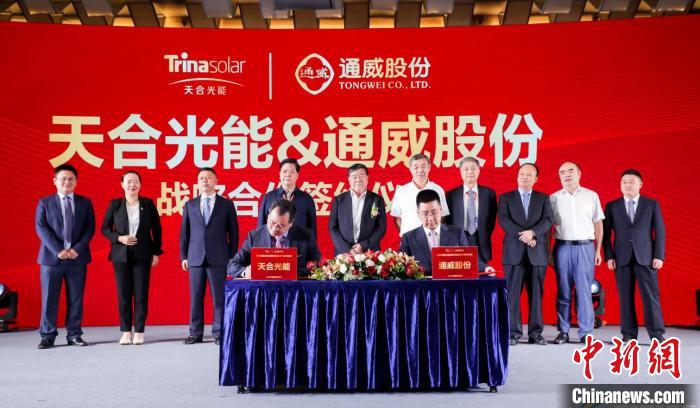 Trinasolar
天合光能
通威
通威股份
TONGWEI CO., LTD.
天合光能&通威股份
战略合作签约仪式
天合光能
通威股份
中新网
Chinanews.com